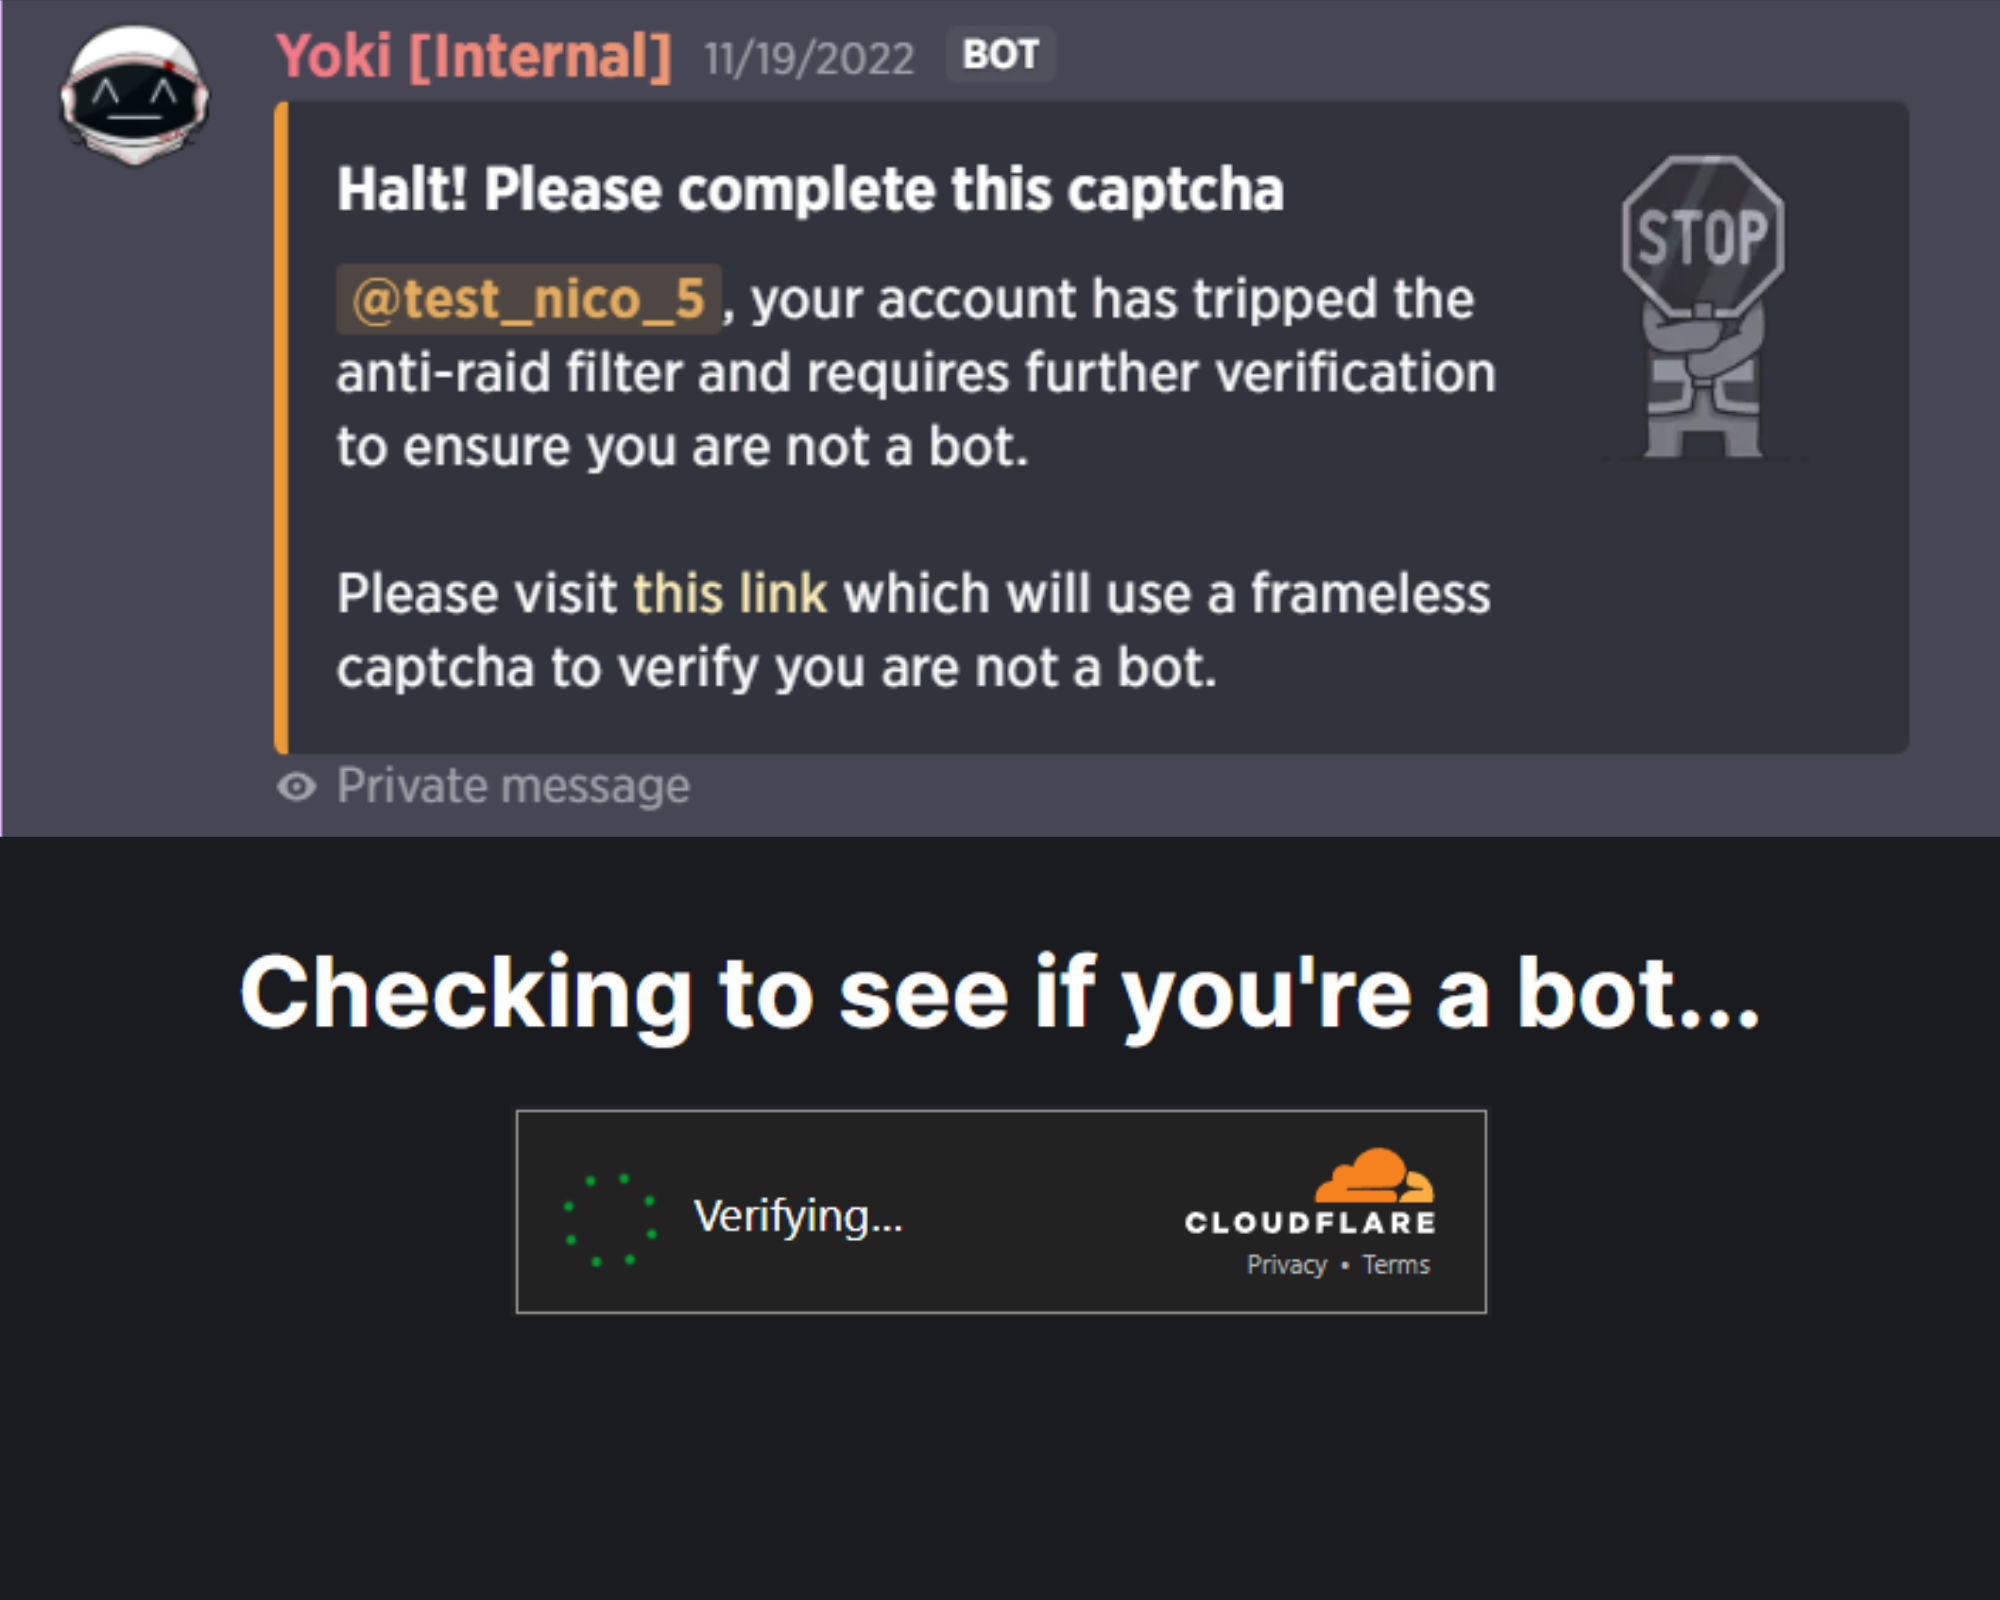 Yoki [Internal] 11/19/2022 BOT
Halt! Please complete this captcha
STOP
@test_nico_5, your account has tripped the
anti-raid filter and requires further verification
to ensure you are not a bot.
Please visit this link which will use a frameless
captcha to verify you are not a bot.
Private message
Checking to see if you're a bot...
Verifying...
CLOUDFLARE
Privacy • Terms